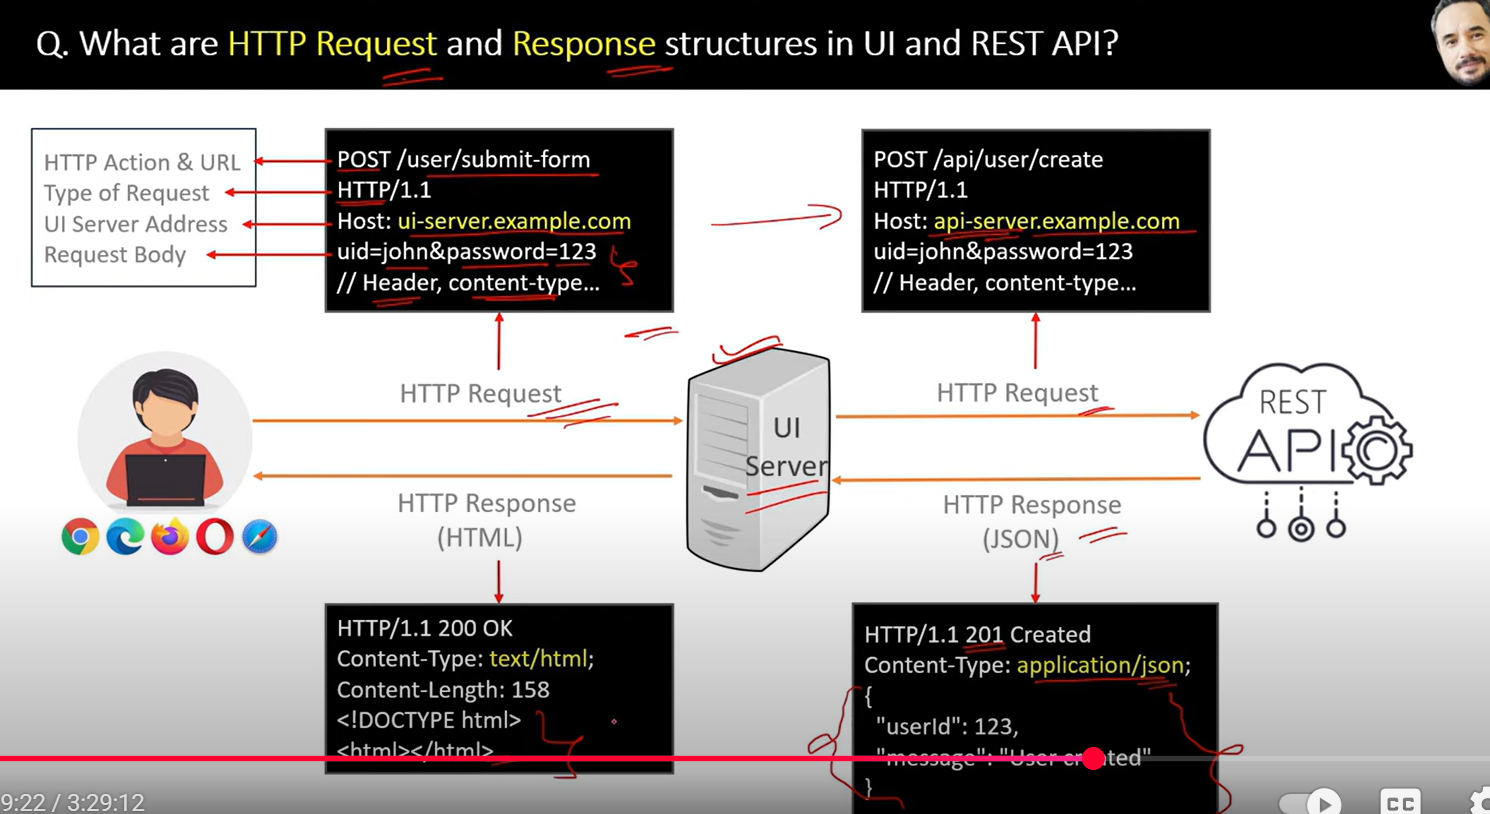 Q. What are HTTP Request and Response structures in UI and REST API?
HTTP Action & URL
Type of Request
UI Server Address
Request Body
POST /user/submit-form
HTTP/1.1
Host: ui-server.example.com
uid=john&password=123
// Header, content-type...
POST /api/user/create
HTTP/1.1
Host: api-server.example.com
uid=john&password=123
// Header, content-type...
HTTP Request
HTTP Response
(HTML)
UI
Server
HTTP Request
HTTP Response
(JSON)
REST
API
HTTP/1.1 200 OK
Content-Type: text/html;
Content-Length: 158
<!DOCTYPE html>
<html></html>
HTTP/1.1 201 Created
Content-Type: application/json;
{
"userId": 123,
"message": "User created"
}
9:22 / 3:29:12
CC